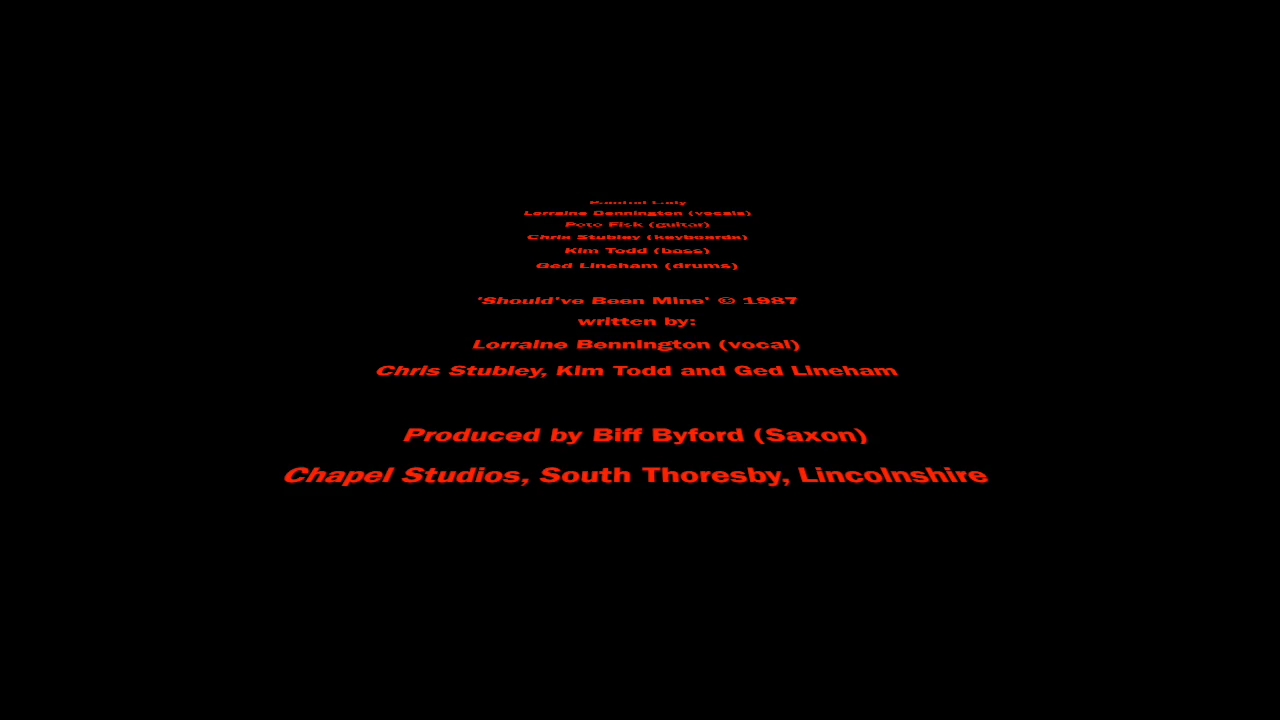 Lorraine Bennington (vocals)
Pete Fisk (guitar)
Chris Stubley (keyboards)
Kim Todd (bass)
Ged Lineham (drums)
'Should've Been Mine' © 1987
written by:
Lorraine Bennington (vocal)
Chris Stubley, Kim Todd and Ged Lineham
Produced by Biff Byford (Saxon)
Chapel Studios, South Thoresby, Lincolnshire